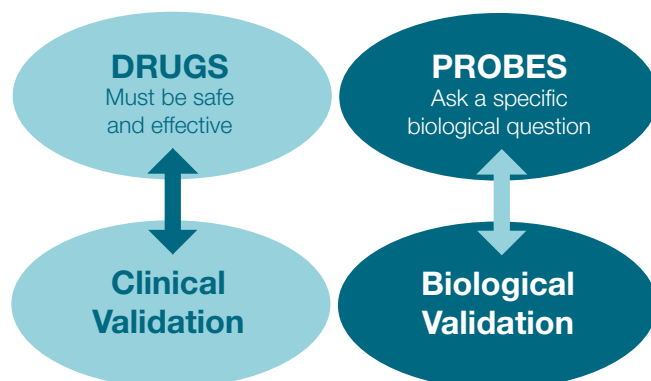 DRUGS
Must be safe
and effective
PROBES
Ask a specific
biological question
Clinical
Validation
Biological
Validation